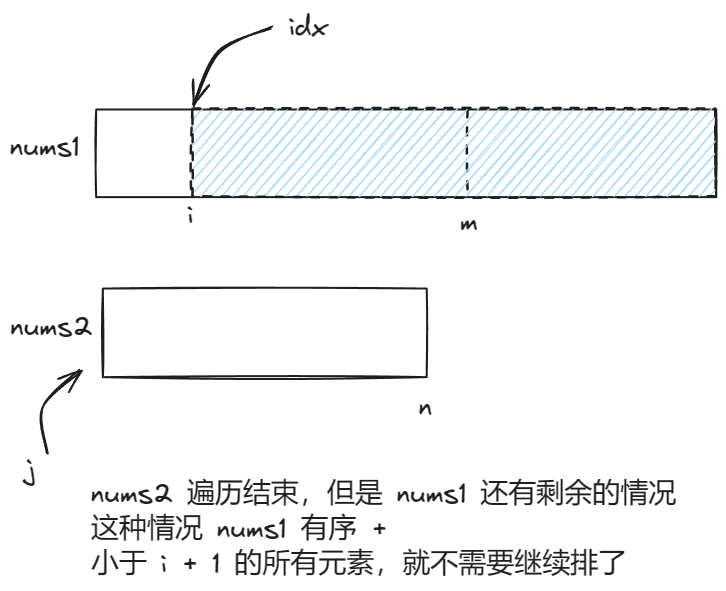 idx
nums1
i
m
nums2
n
j
nums2 遍历结束，但是 nums1 还有剩余的情况
这种情况 nums1 有序 +
小于 i + 1 的所有元素，就不需要继续排了